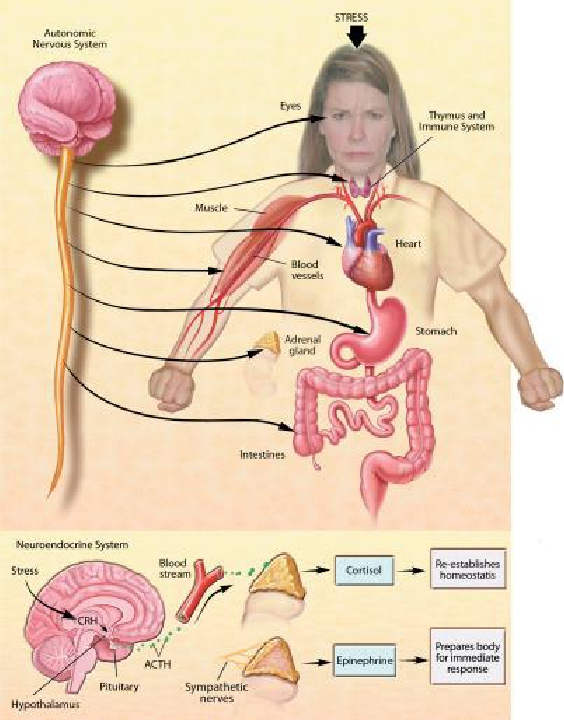 STRESS
Autonomic
Nervous System
Eyes
Thymus and
Immune System
Muscle
Heart
Blood
vessels
Stomach
Adrenal
gland
Intestines
Neuroendocrine System
Stress
Blood
stream
CRH
ACTH
Pituitary
Hypothalamus
Cortisol
Re-establishes
homeostatis
Sympathetic
nerves
Epinephrine
Prepares body
for immediate
response